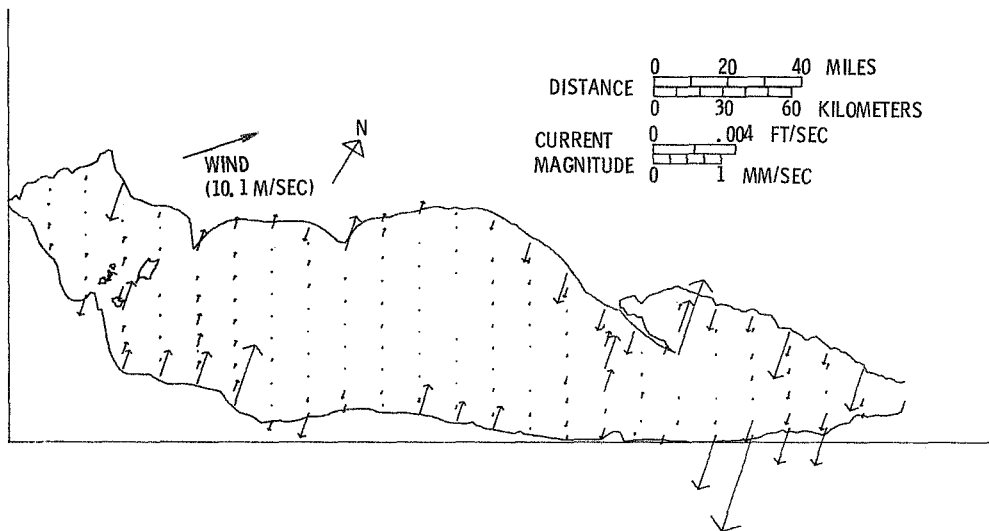 0 20 40 MILES
DISTANCE
0 30 60 KILOMETERS
0 .004 FT/SEC
CURRENT
MAGNITUDE
0 1 MM/SEC
N
WIND
(10.1 M/SEC)